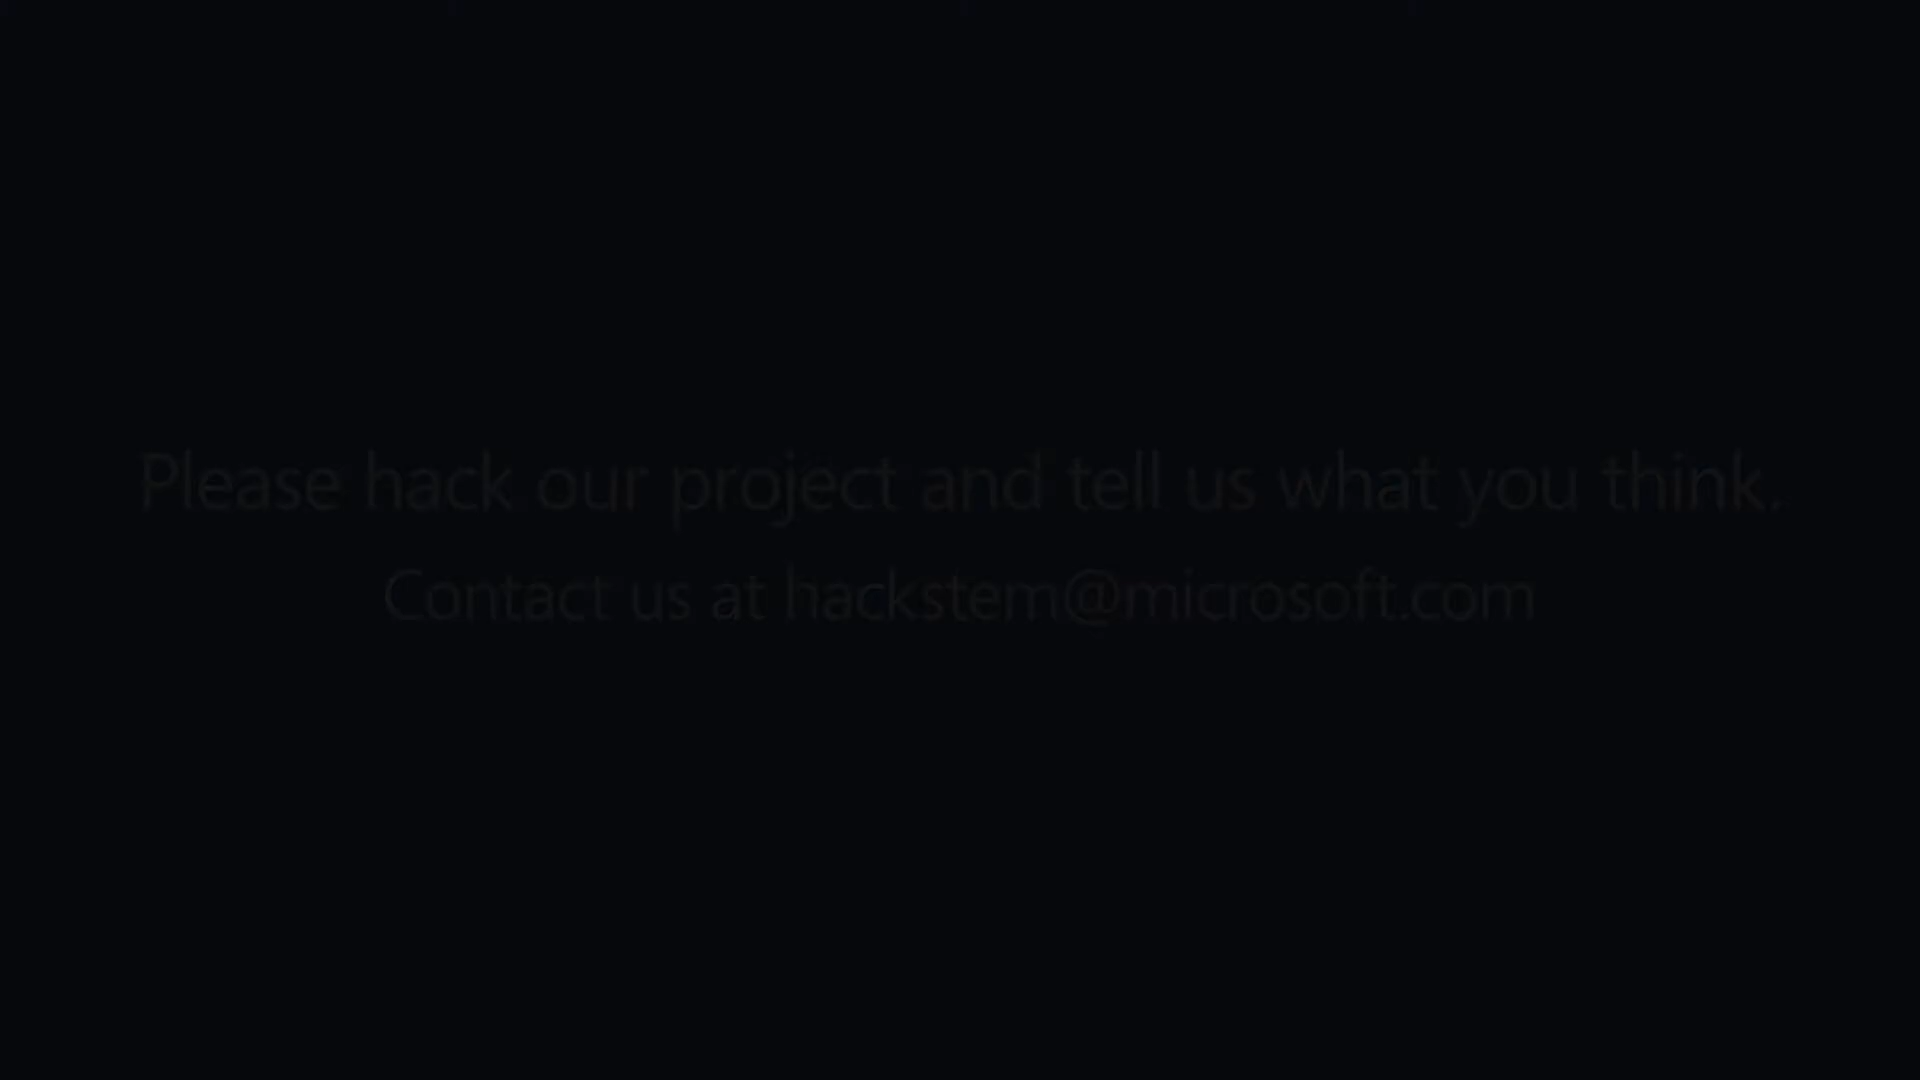 Please hack our project and tell us what you think.
Contact us at hackstem@microsoft.com